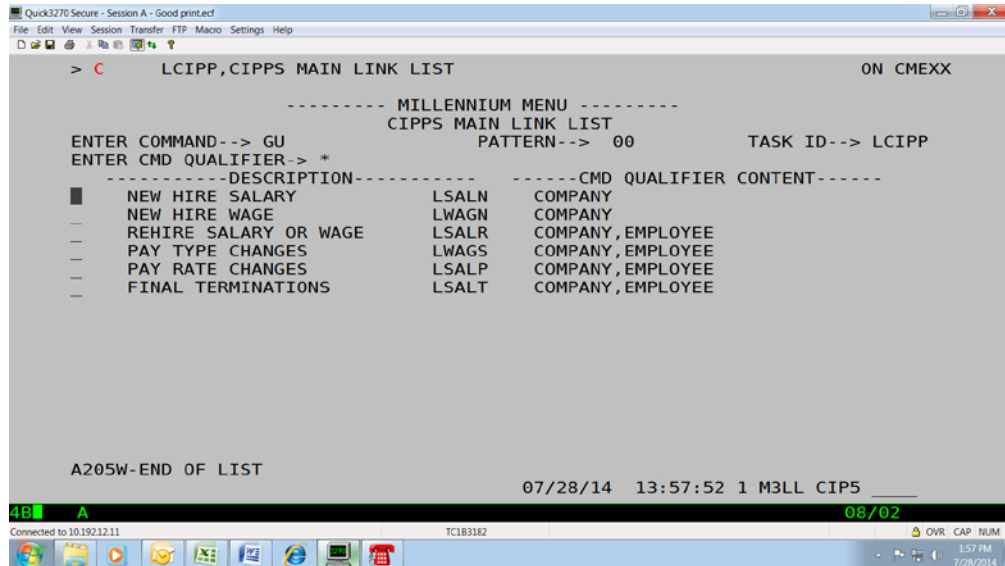 Quick3270 Secure - Session A - Good print.ecf
File Edit View Session Transfer FTP Macro Settings Help
> C LCIPP,CIPPS MAIN LINK LIST ON CMEXX
--------- MILLENNIUM MENU ---------
CIPPS MAIN LINK LIST
ENTER COMMAND--> GU PATTERN--> 00 TASK ID--> LCIPP
ENTER CMD QUALIFIER-> *
-----------DESCRIPTION----------- ------CMD QUALIFIER CONTENT------
NEW HIRE SALARY LSALN COMPANY
_ NEW HIRE WAGE LWAGN COMPANY
_ REHIRE SALARY OR WAGE LSALR COMPANY,EMPLOYEE
_ PAY TYPE CHANGES LWAGS COMPANY,EMPLOYEE
_ PAY RATE CHANGES LSALP COMPANY,EMPLOYEE
_ FINAL TERMINATIONS LSALT COMPANY,EMPLOYEE
A205W-END OF LIST
07/28/14 13:57:52 1 M3LL CIP5 ____
4B A 08/02
Connected to 10.192.12.11 TC1B3182 OVR CAP NUM
1:57 PM
7/28/2014